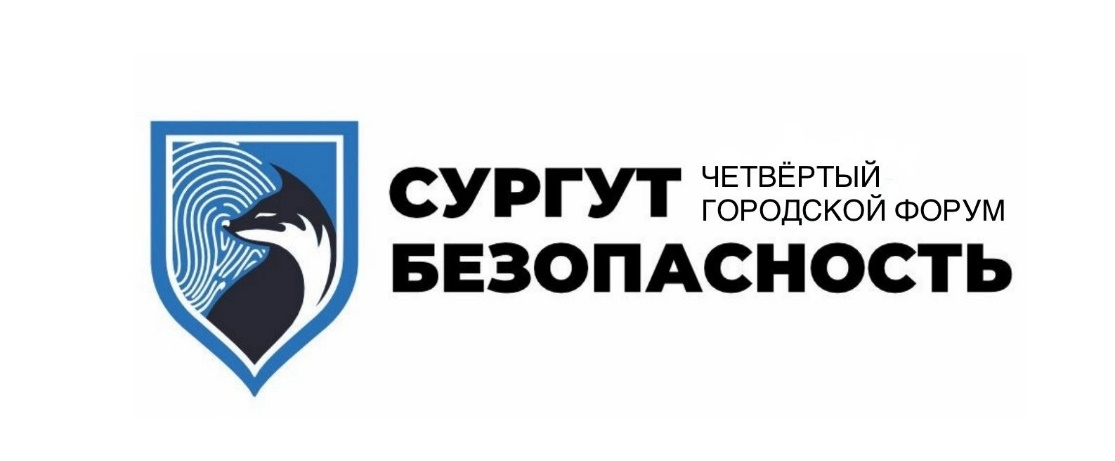 СУРГУТ
ЧЕТВЁРТЫЙ
ГОРОДСКОЙ ФОРУМ
БЕЗОПАСНОСТЬ